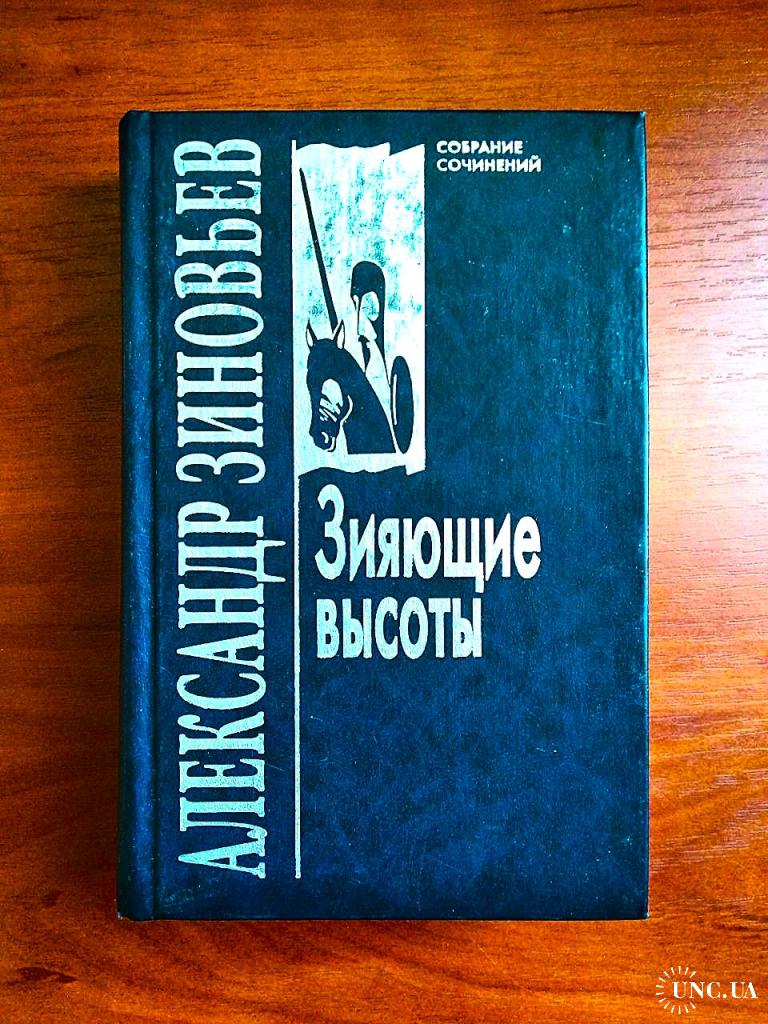 АЛЕКСАНДР ЗИНОВЬЕВ
СОБРАНИЕ
СОЧИНЕНИЙ
Зияющие
высоты
UNC.UA